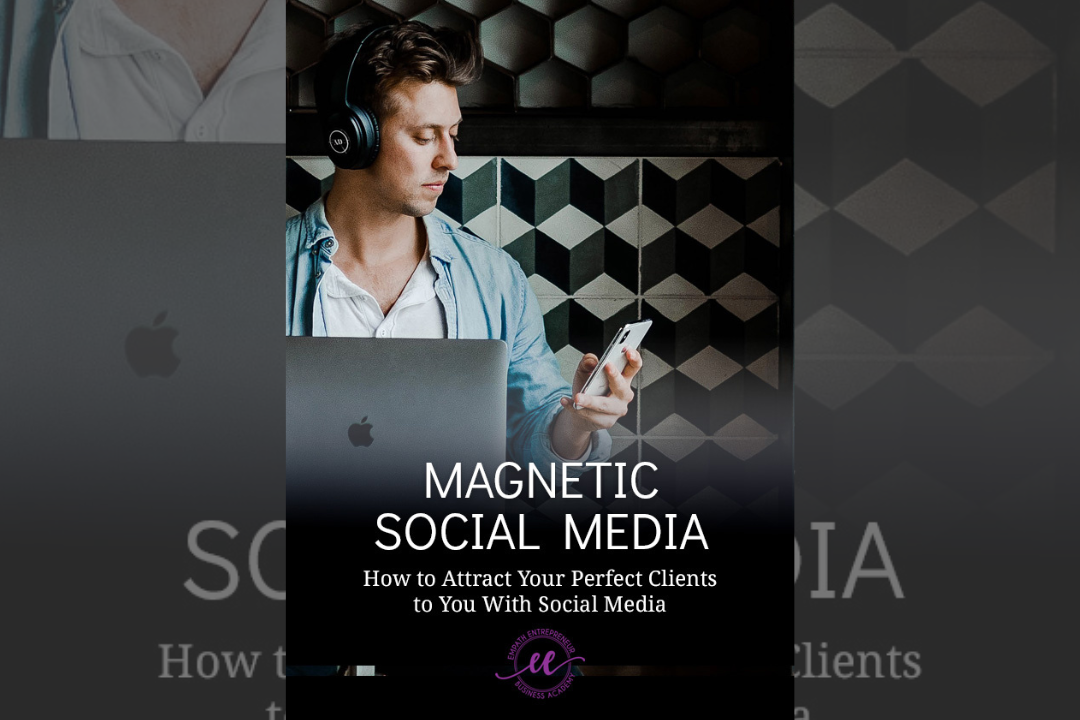 MAGNETIC
SOCIAL MEDIA
How to Attract Your Perfect Clients
to You With Social Media
EMPATH ENTREPRENEUR
ee
BUSINESS ACADEMY